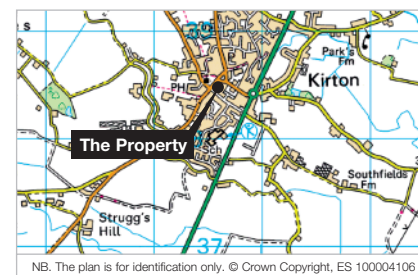 s
Park's
Fm
Kirton
PH
The Property
Sch
Southfields
Fm
Strugg's
Hill
37
NB. The plan is for identification only. © Crown Copyright, ES 100004106